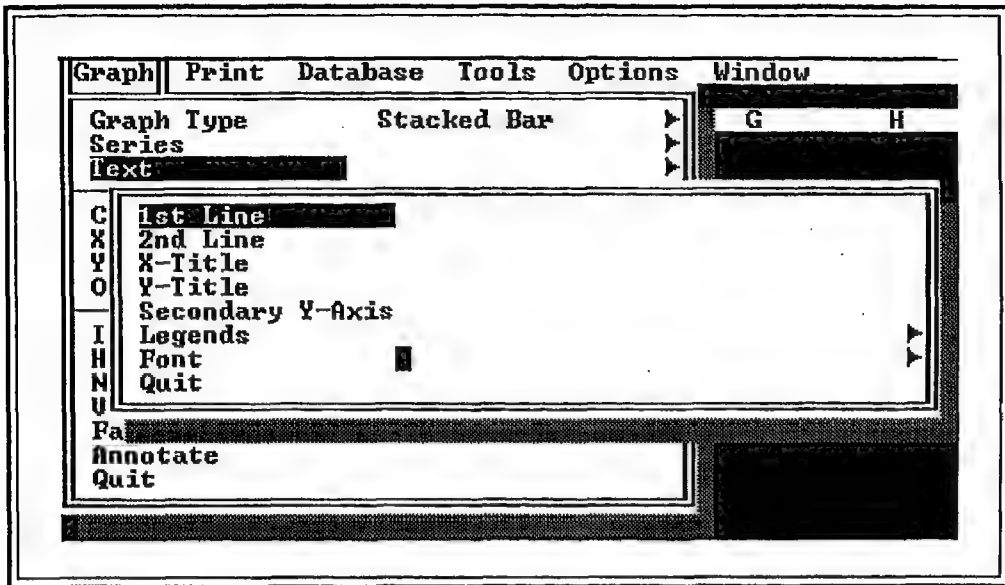 Graph Print Database Tools Options Window
Graph Type Stacked Bar
G H
Series
Text
1st Line
2nd Line
X-Title
Y-Title
Secondary Y-Axis
Legends
Font
Quit
C
X
Y
O
I
H
N
V
Fa
Annotate
Quit